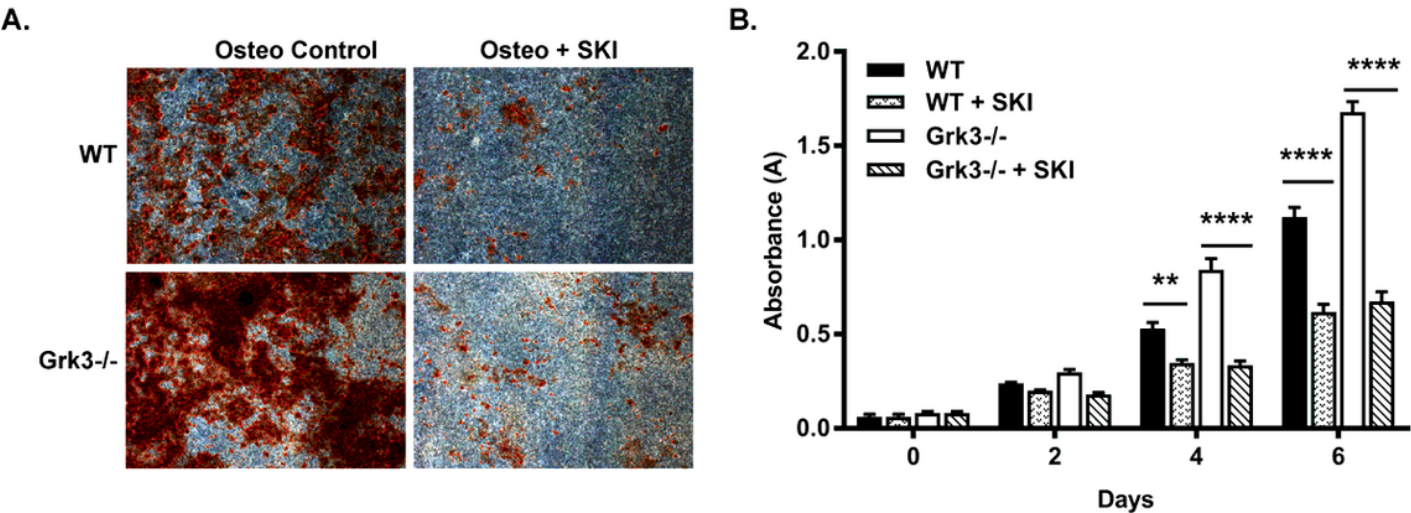 A.
Osteo Control
Osteo + SKI
WT
Grk3-/-
B.
2.0
1.5
1.0
0.5
0.0
Absorbance (A)
WT
WT + SKI
Grk3-/-
Grk3-/- + SKI
**
****
****
****
0 2 4 6
Days